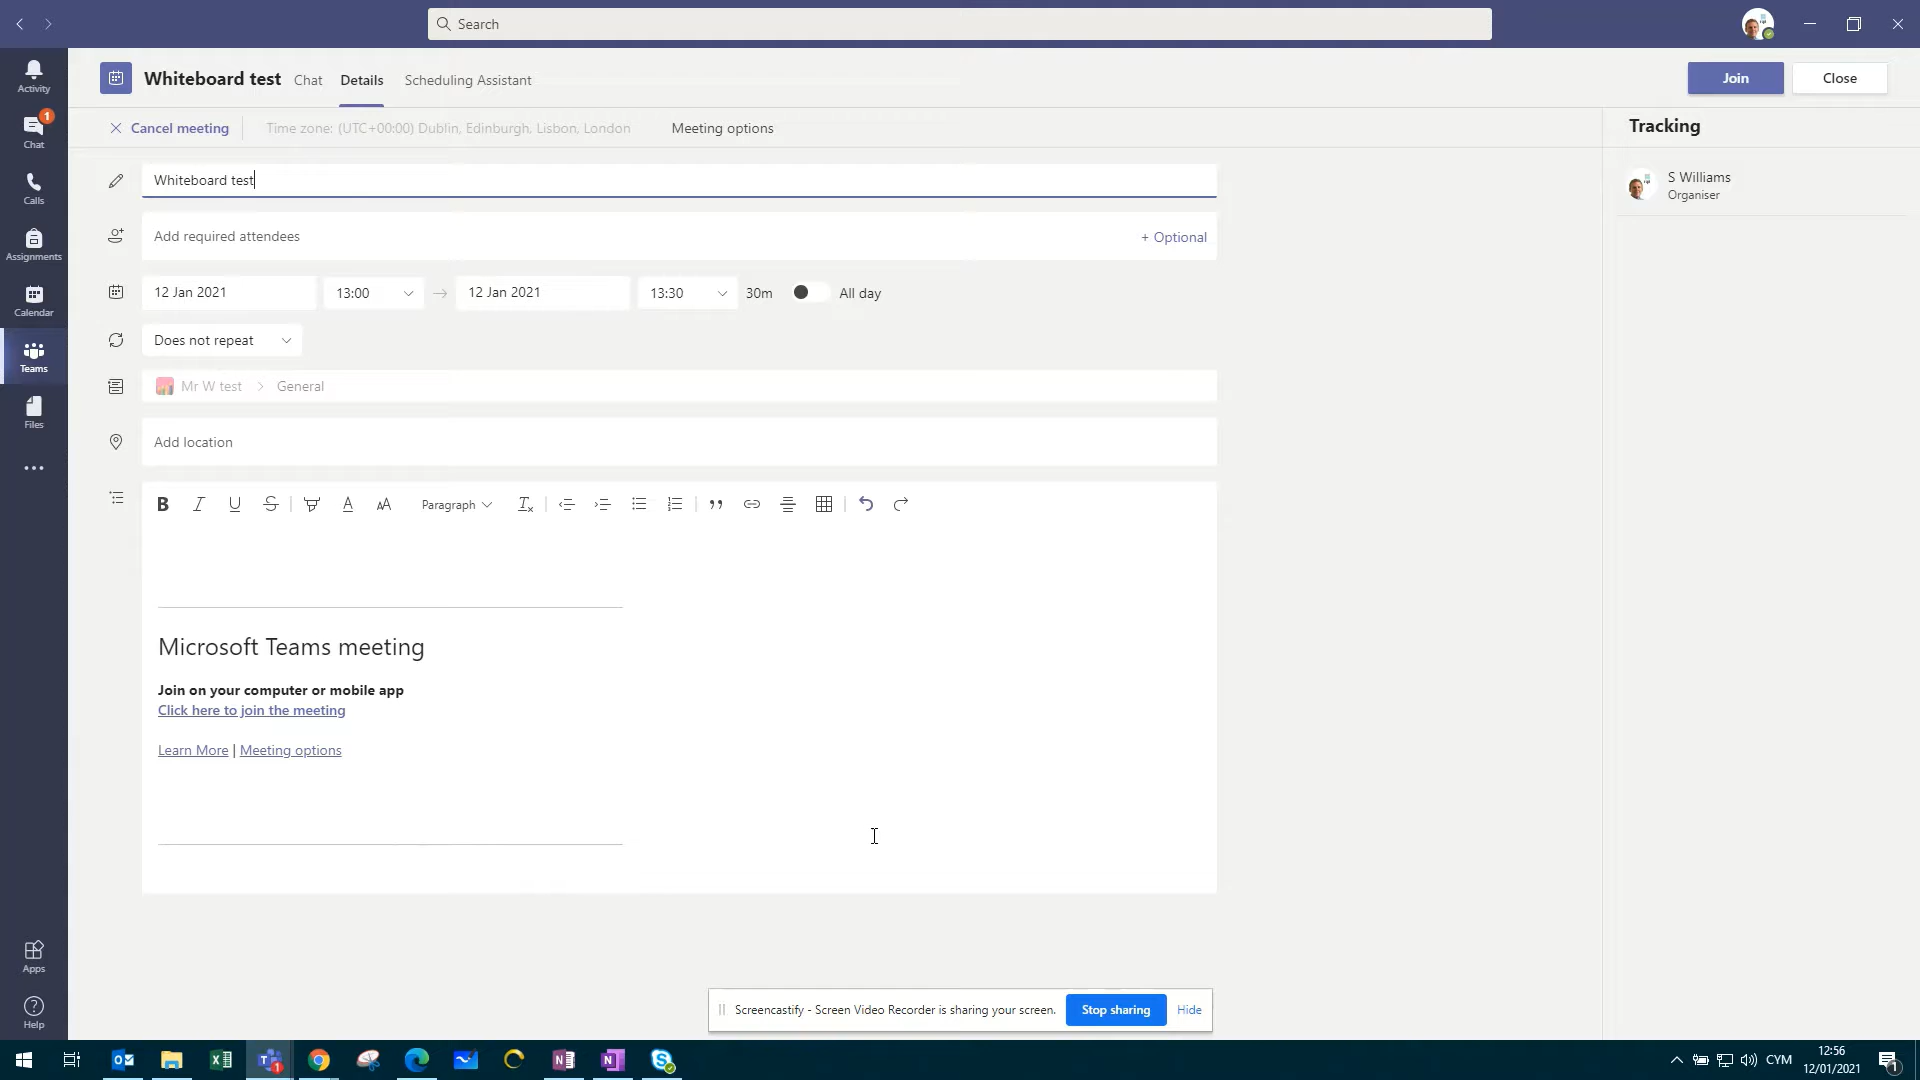 Search
Activity
1
Chat
Calls
Assignments
Calendar
Teams
Files
Apps
Help
Whiteboard test
Chat
Details
Scheduling Assistant
Join
Close
Cancel meeting
Time zone: (UTC+00:00) Dublin, Edinburgh, Lisbon, London
Meeting options
Tracking
S Williams
Organiser
Whiteboard test
Add required attendees
+ Optional
12 Jan 2021
13:00
12 Jan 2021
13:30
30m
All day
Does not repeat
Mr W test > General
Add location
B I U S A AA Paragraph
Microsoft Teams meeting
Join on your computer or mobile app
Click here to join the meeting
Learn More | Meeting options
Screencastify - Screen Video Recorder is sharing your screen.
Stop sharing
Hide
CYM
12:56
12/01/2021
1